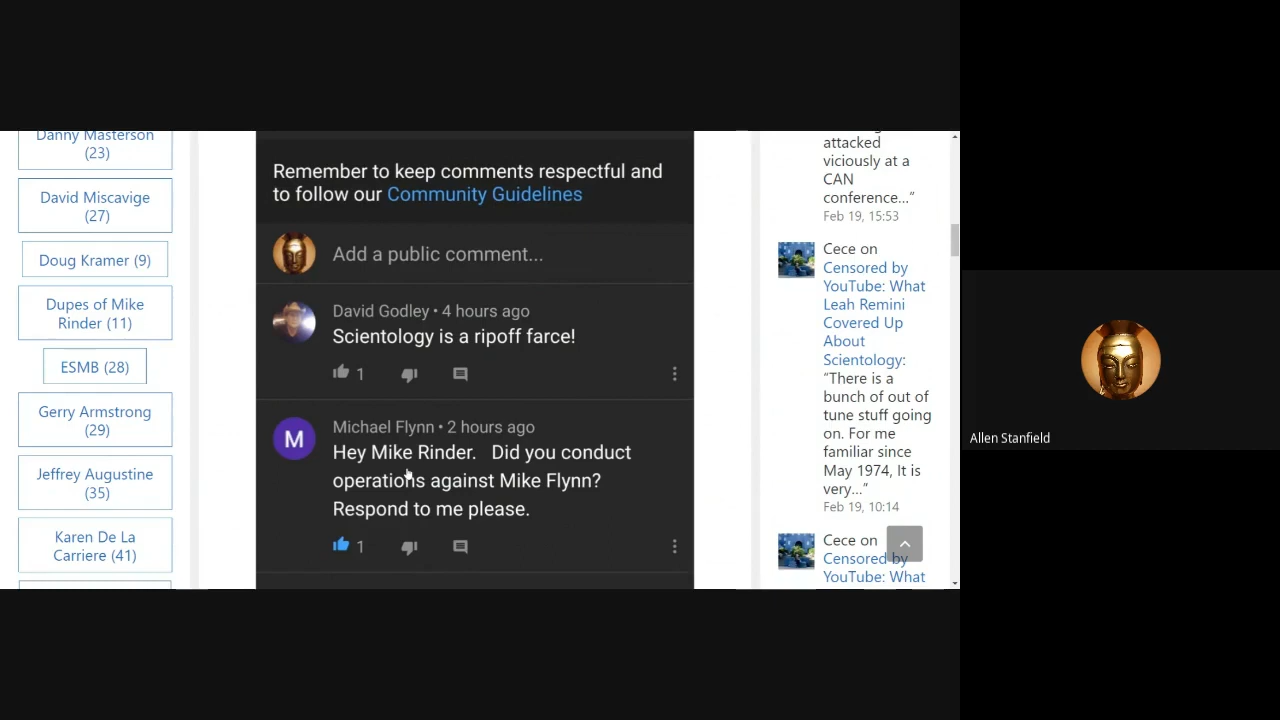 Danny Masterson
(23)
David Miscavige
(27)
Doug Kramer (9)
Dupes of Mike
Rinder (11)
ESMB (28)
Gerry Armstrong
(29)
Jeffrey Augustine
(35)
Karen De La
Carriere (41)
Remember to keep comments respectful and
to follow our Community Guidelines
Add a public comment...
David Godley • 4 hours ago
Scientology is a ripoff farce!
1
M
Michael Flynn • 2 hours ago
Hey Mike Rinder. Did you conduct
operations against Mike Flynn?
Respond to me please.
1
attacked
viciously at a
CAN
conference…”
Feb 19, 15:53
Cece on
Censored by
YouTube: What
Leah Remini
Covered Up
About
Scientology:
“There is a
bunch of out of
tune stuff going
on. For me
familiar since
May 1974, It is
very…”
Feb 19, 10:14
Cece on
Censored by
YouTube: What
Allen Stanfield